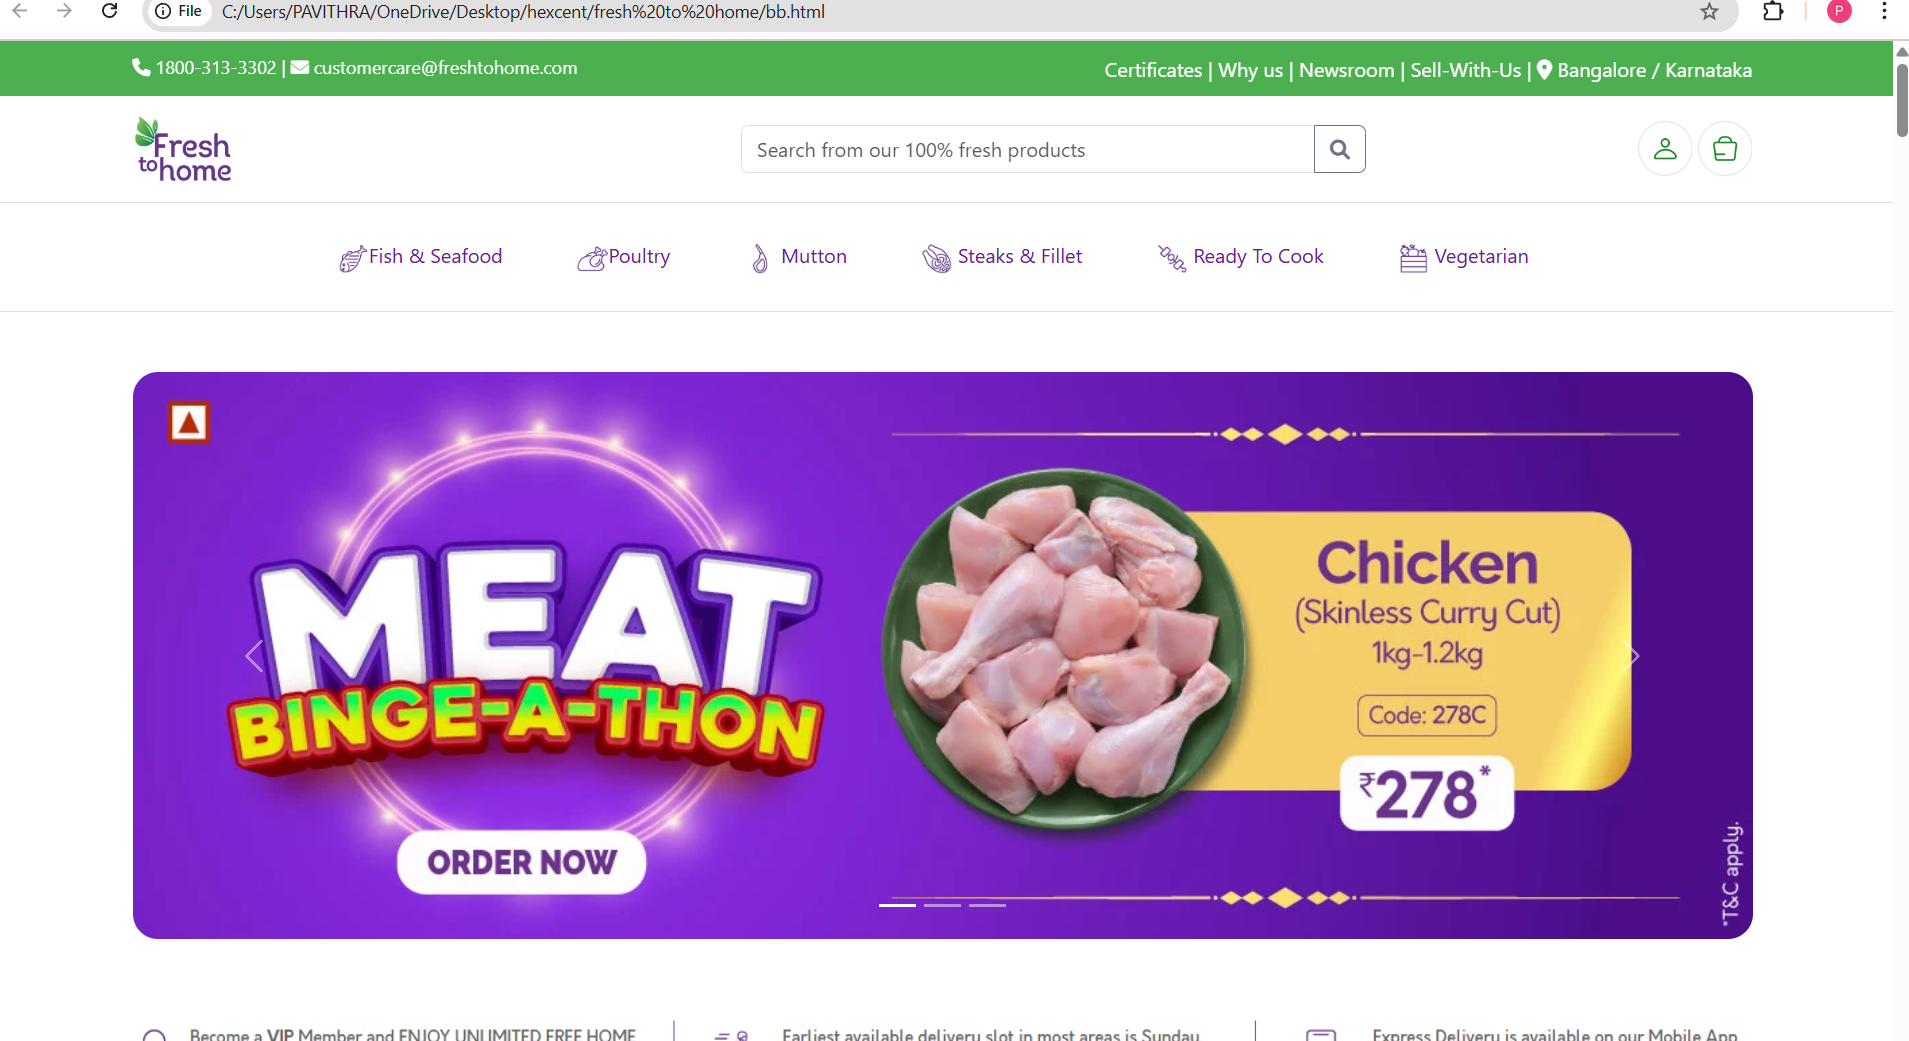 File C:/Users/PAVITHRA/OneDrive/Desktop/hexcent/fresh%20to%20home/bb.html
P
1800-313-3302 | customercare@freshtohome.com
Certificates | Why us | Newsroom | Sell-With-Us | Bangalore / Karnataka
Fresh
to home
Search from our 100% fresh products
Fish & Seafood
Poultry
Mutton
Steaks & Fillet
Ready To Cook
Vegetarian
MEAT
BINGE-A-THON
ORDER NOW
Chicken
(Skinless Curry Cut)
1kg-1.2kg
Code: 278C
₹278*
*T&C apply.
Become a VIP Member and ENJOY UNLIMITED FREE HOME
Earliest available delivery slot in most areas is Sunday
Express Delivery is available on our Mobile App